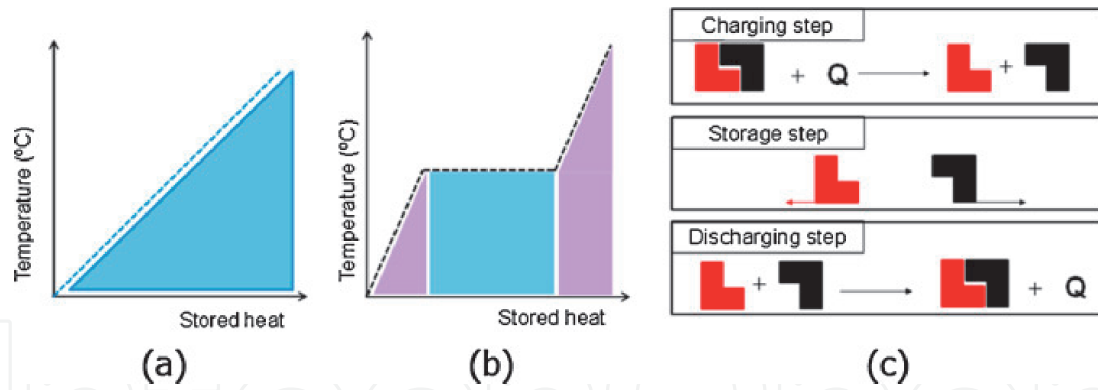 Temperature (ºC)
Stored heat
(a)
Temperature (ºC)
Stored heat
(b)
Charging step
+ Q
+
Storage step
Discharging step
+
+ Q
(c)